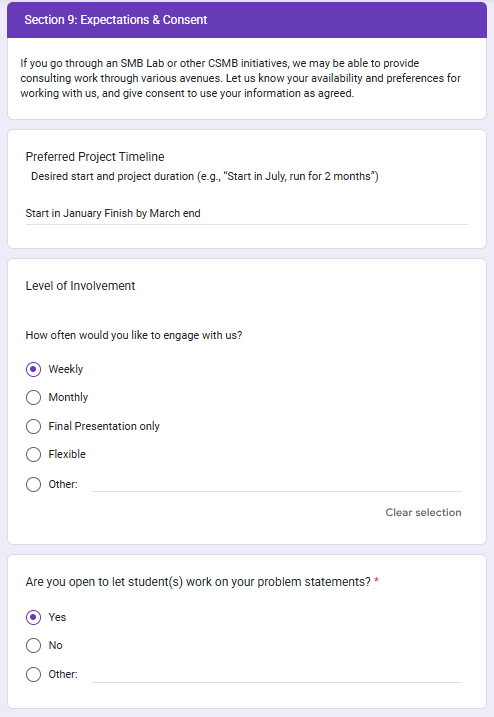 Section 9: Expectations & Consent
If you go through an SMB Lab or other CSMB initiatives, we may be able to provide
consulting work through various avenues. Let us know your availability and preferences for
working with us, and give consent to use your information as agreed.
Preferred Project Timeline
Desired start and project duration (e.g., "Start in July, run for 2 months")
Start in January Finish by March end
Level of Involvement
How often would you like to engage with us?
Weekly
Monthly
Final Presentation only
Flexible
Other:
Clear selection
Are you open to let student(s) work on your problem statements? *
Yes
No
Other: